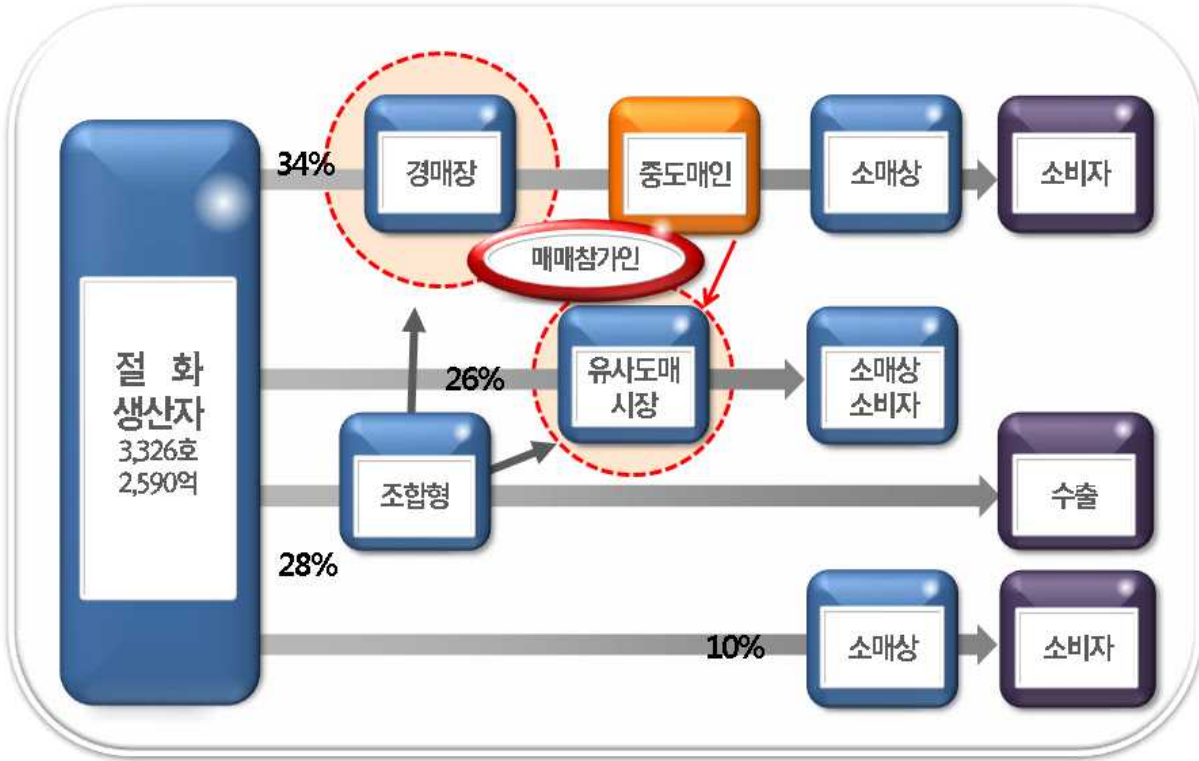 34%
경매장
중도매인
소매상
소비자
매매참가인
절 화
생산자
3,326호
2,590억
26%
유사도매
시장
소매상
소비자
조합형
수출
28%
10%
소매상
소비자